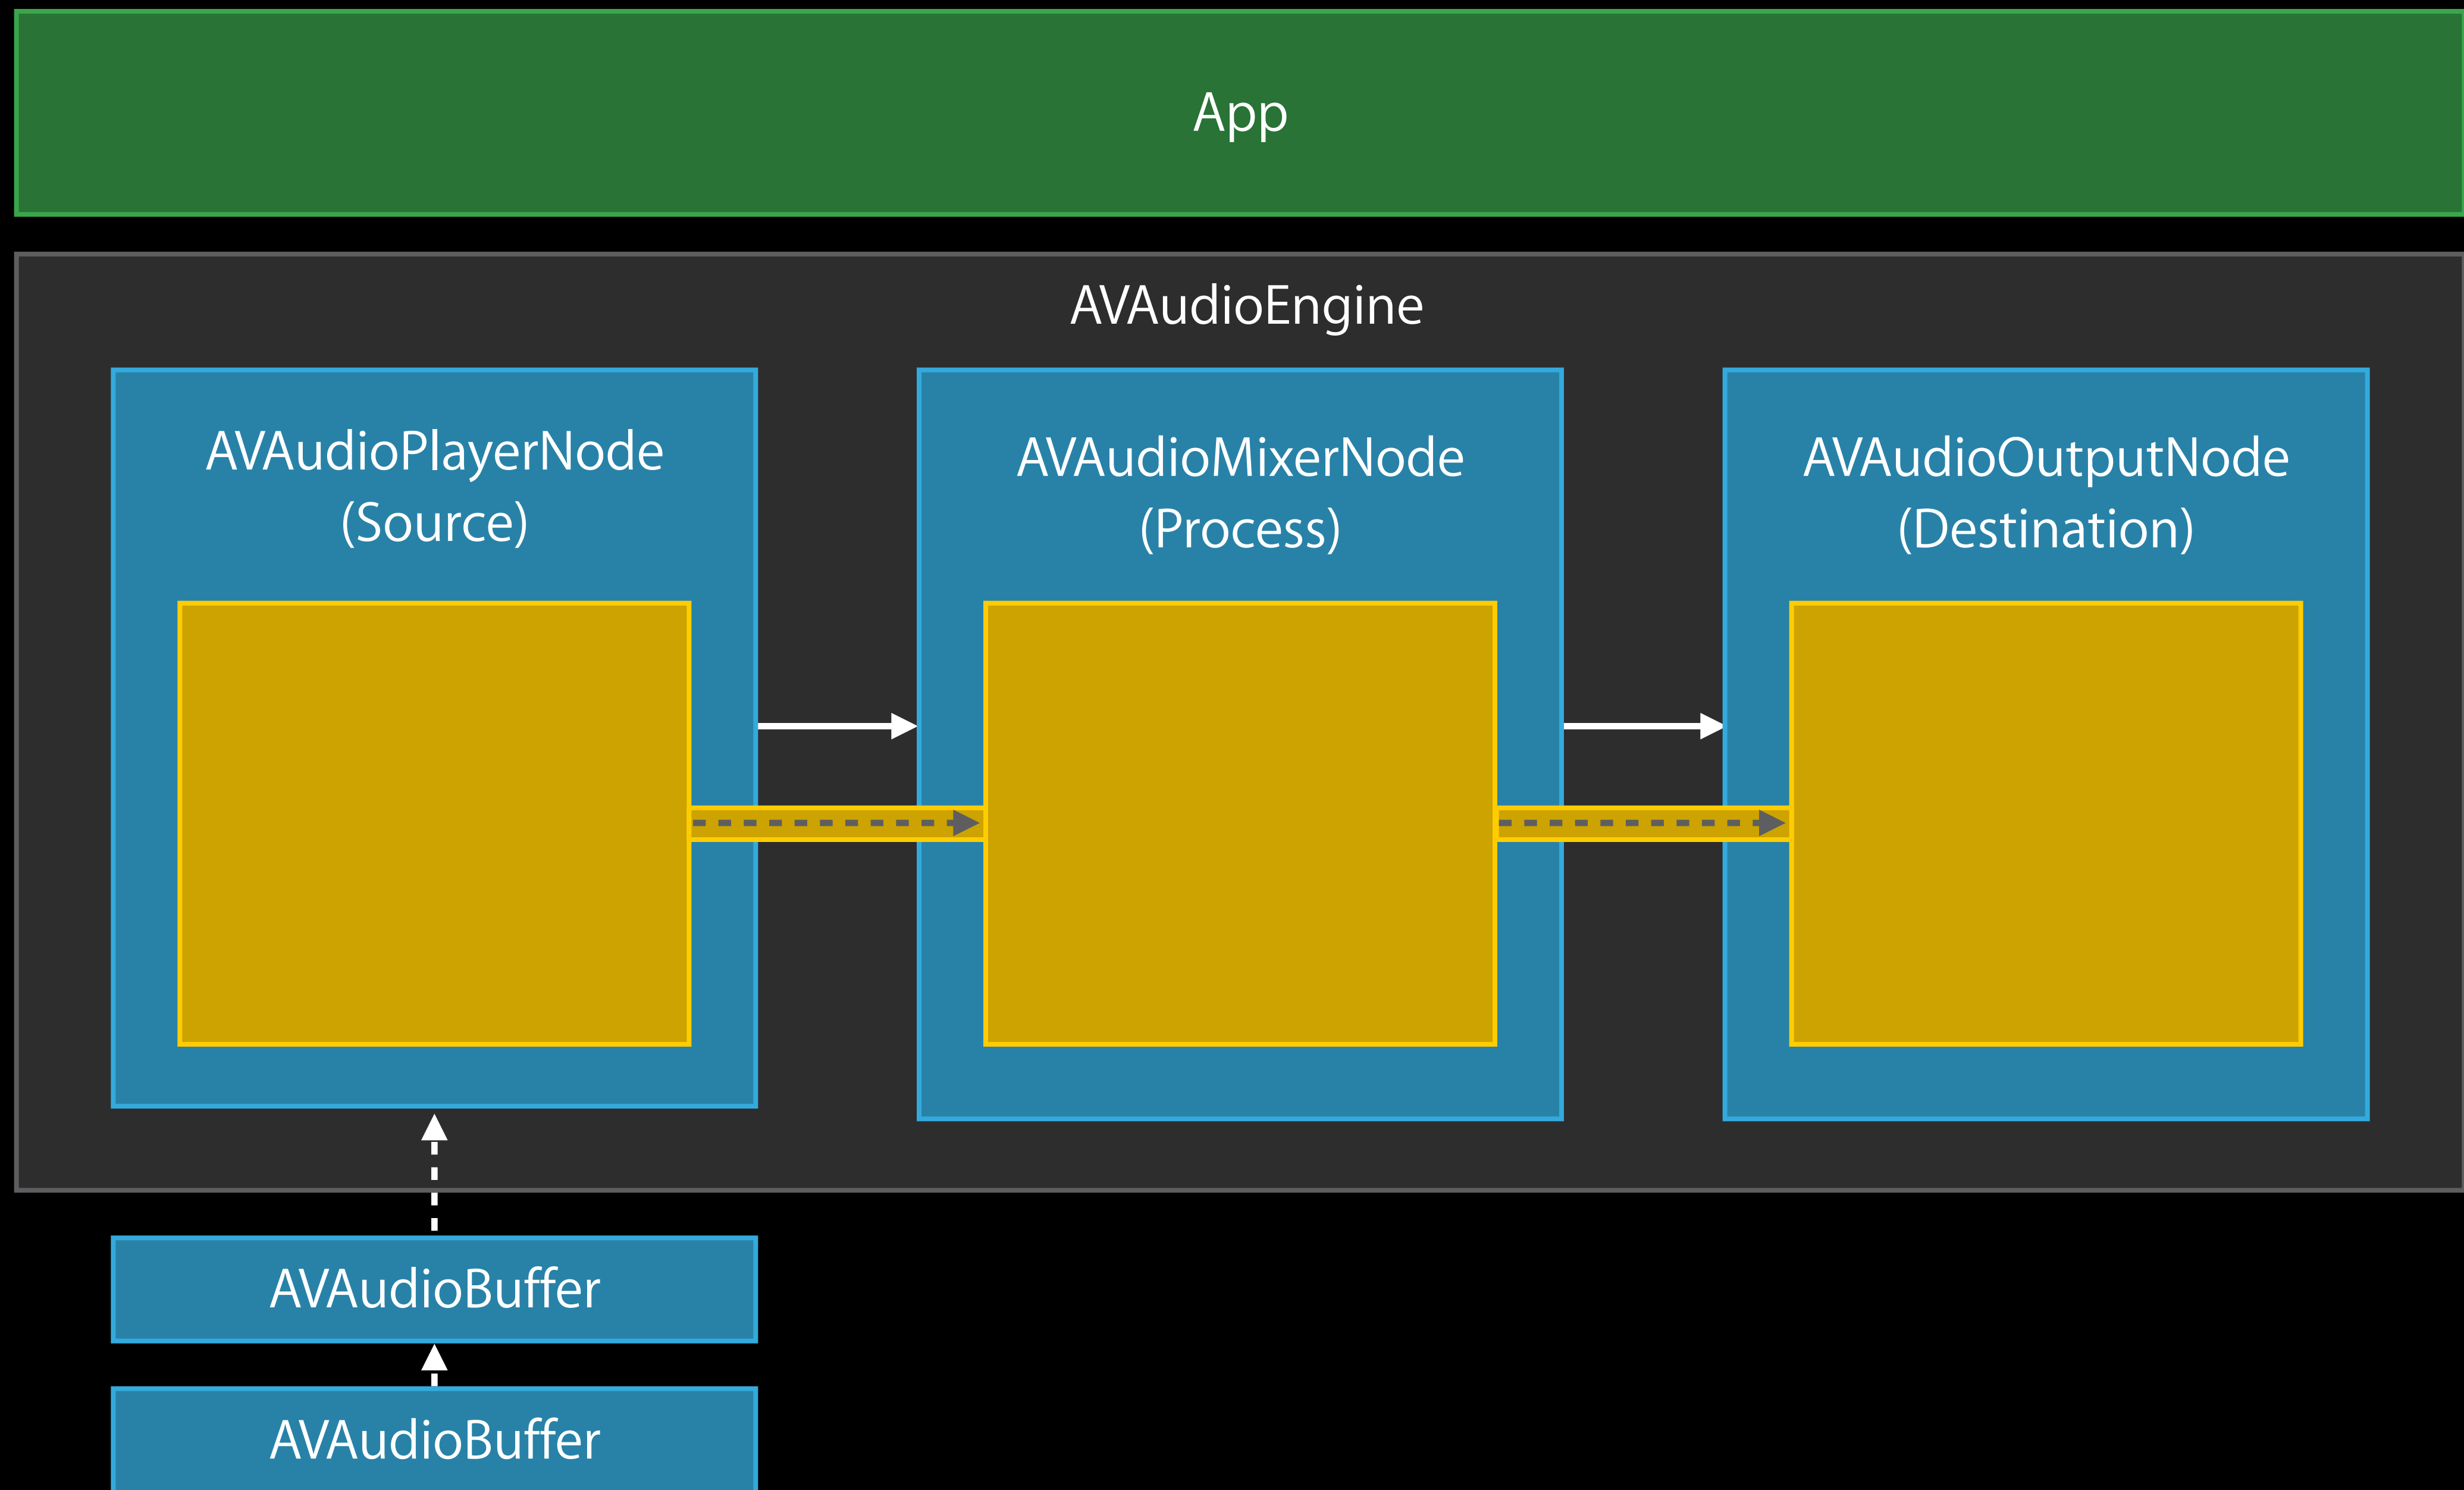 App
AVAudioEngine
AVAudioPlayerNode
(Source)
AVAudioMixerNode
(Process)
AVAudioOutputNode
(Destination)
AVAudioBuffer
AVAudioBuffer